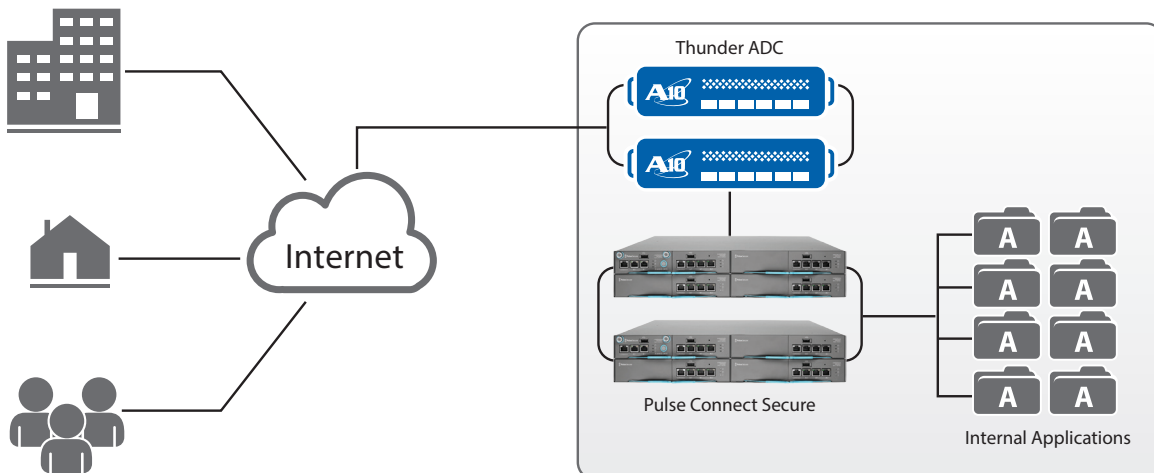 Thunder ADC
A10
A10
Internet
A A
A A
A A
A A
Pulse Connect Secure
Internal Applications